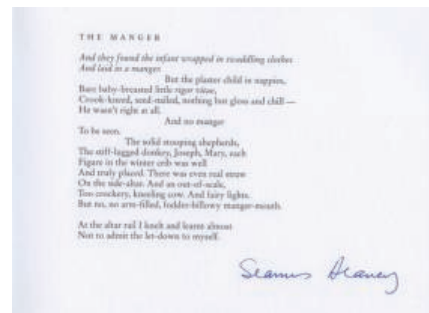 THE MANGER
And they found the infant wrapped in swaddling clothes
And laid in a manger.
But the plaster child in nappies,
Bare baby-breasted little rigor vitae,
Crook-kneed, seed-nailed, nothing but gloss and chill —
He wasn't right at all.
And no manger
To be seen.
The solid stooping shepherds,
The stiff-lugged donkey, Joseph, Mary, each
Figure in the winter crib was well
And truly placed. There was even real straw
On the side-altar. And an out-of-scale,
Too crockery, kneeling cow. And fairy lights.
But no, no arm-filled, fodder-billowy manger-mouth.
At the altar rail I knelt and learnt almost
Not to admit the let-down to myself.
Seamus Heaney